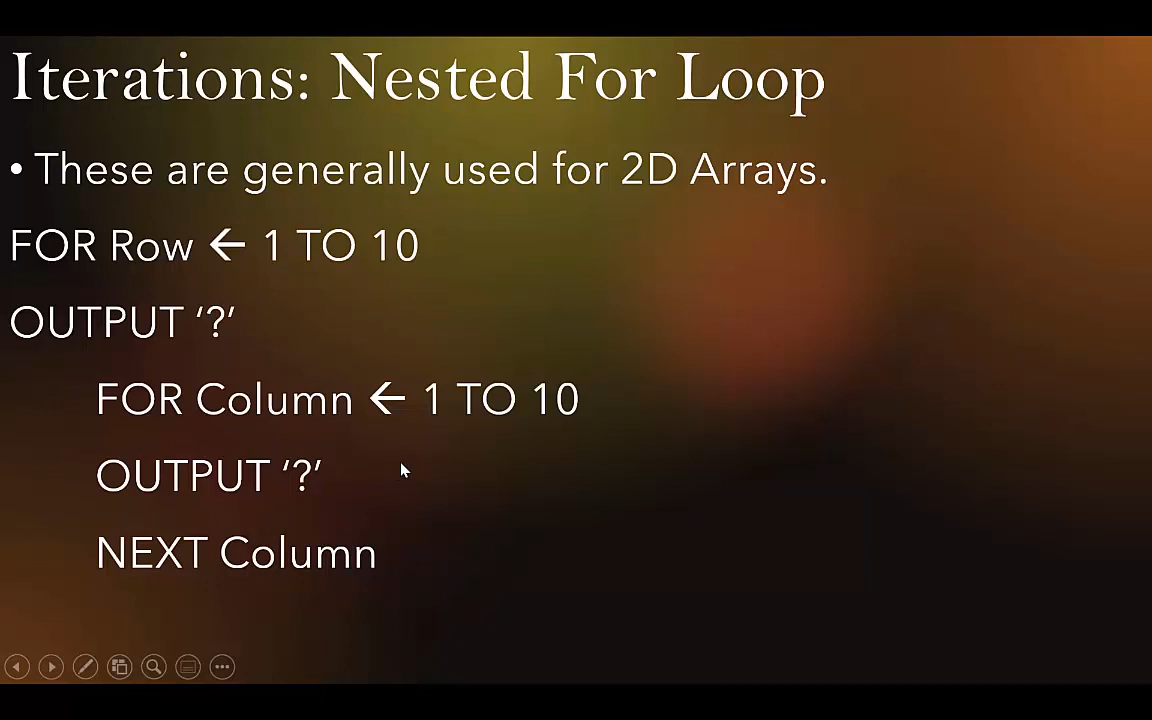 Iterations: Nested For Loop
• These are generally used for 2D Arrays.
FOR Row ← 1 TO 10
OUTPUT ‘?’
FOR Column ← 1 TO 10
OUTPUT ‘?’
NEXT Column